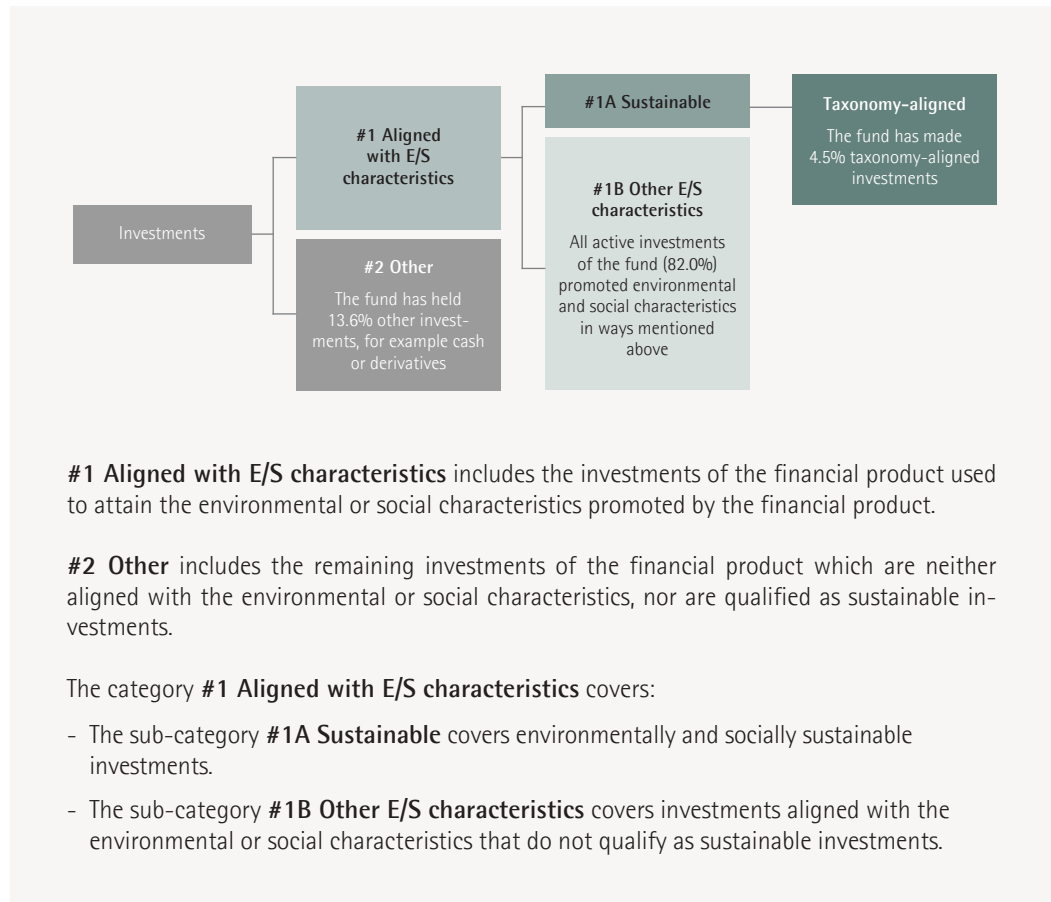 Investments
#1 Aligned
with E/S
characteristics
#2 Other
The fund has held
13.6% other invest-
ments, for example cash
or derivatives
#1A Sustainable
#1B Other E/S
characteristics
All active investments
of the fund (82.0%)
promoted environmental
and social characteristics
in ways mentioned
above
Taxonomy-aligned
The fund has made
4.5% taxonomy-aligned
investments
#1 Aligned with E/S characteristics includes the investments of the financial product used
to attain the environmental or social characteristics promoted by the financial product.
#2 Other includes the remaining investments of the financial product which are neither
aligned with the environmental or social characteristics, nor are qualified as sustainable in-
vestments.
The category #1 Aligned with E/S characteristics covers:
- The sub-category #1A Sustainable covers environmentally and socially sustainable
investments.
- The sub-category #1B Other E/S characteristics covers investments aligned with the
environmental or social characteristics that do not qualify as sustainable investments.